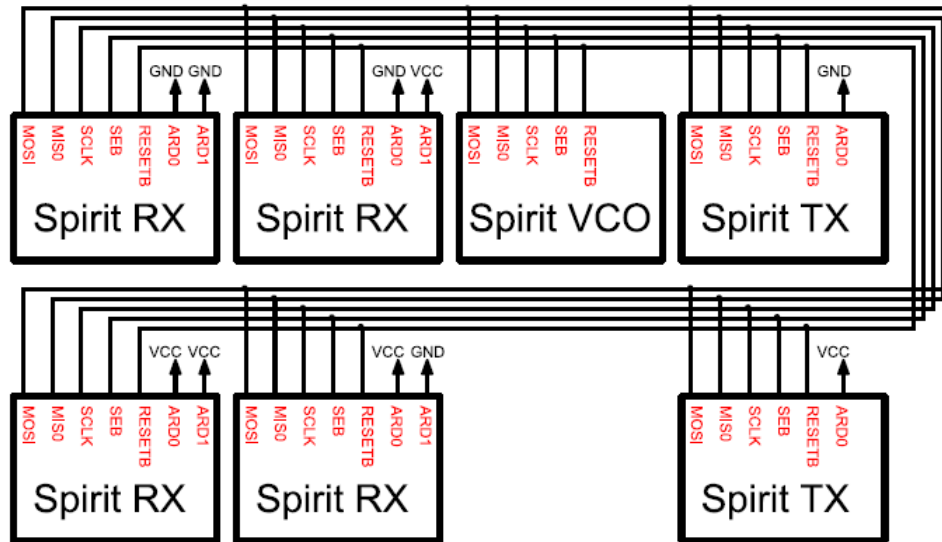 GND GND
GND VCC
GND
MOSI
MIS0
SCLK
SEB
RESETB
ARD0
ARD1
Spirit RX
MOSI
MIS0
SCLK
SEB
RESETB
ARD0
ARD1
Spirit RX
MOSI
MIS0
SCLK
SEB
RESETB
Spirit VCO
MOSI
MIS0
SCLK
SEB
RESETB
ARD0
Spirit TX
VCC VCC
VCC GND
VCC
MOSI
MIS0
SCLK
SEB
RESETB
ARD0
ARD1
Spirit RX
MOSI
MIS0
SCLK
SEB
RESETB
ARD0
ARD1
Spirit RX
MOSI
MIS0
SCLK
SEB
RESETB
ARD0
Spirit TX